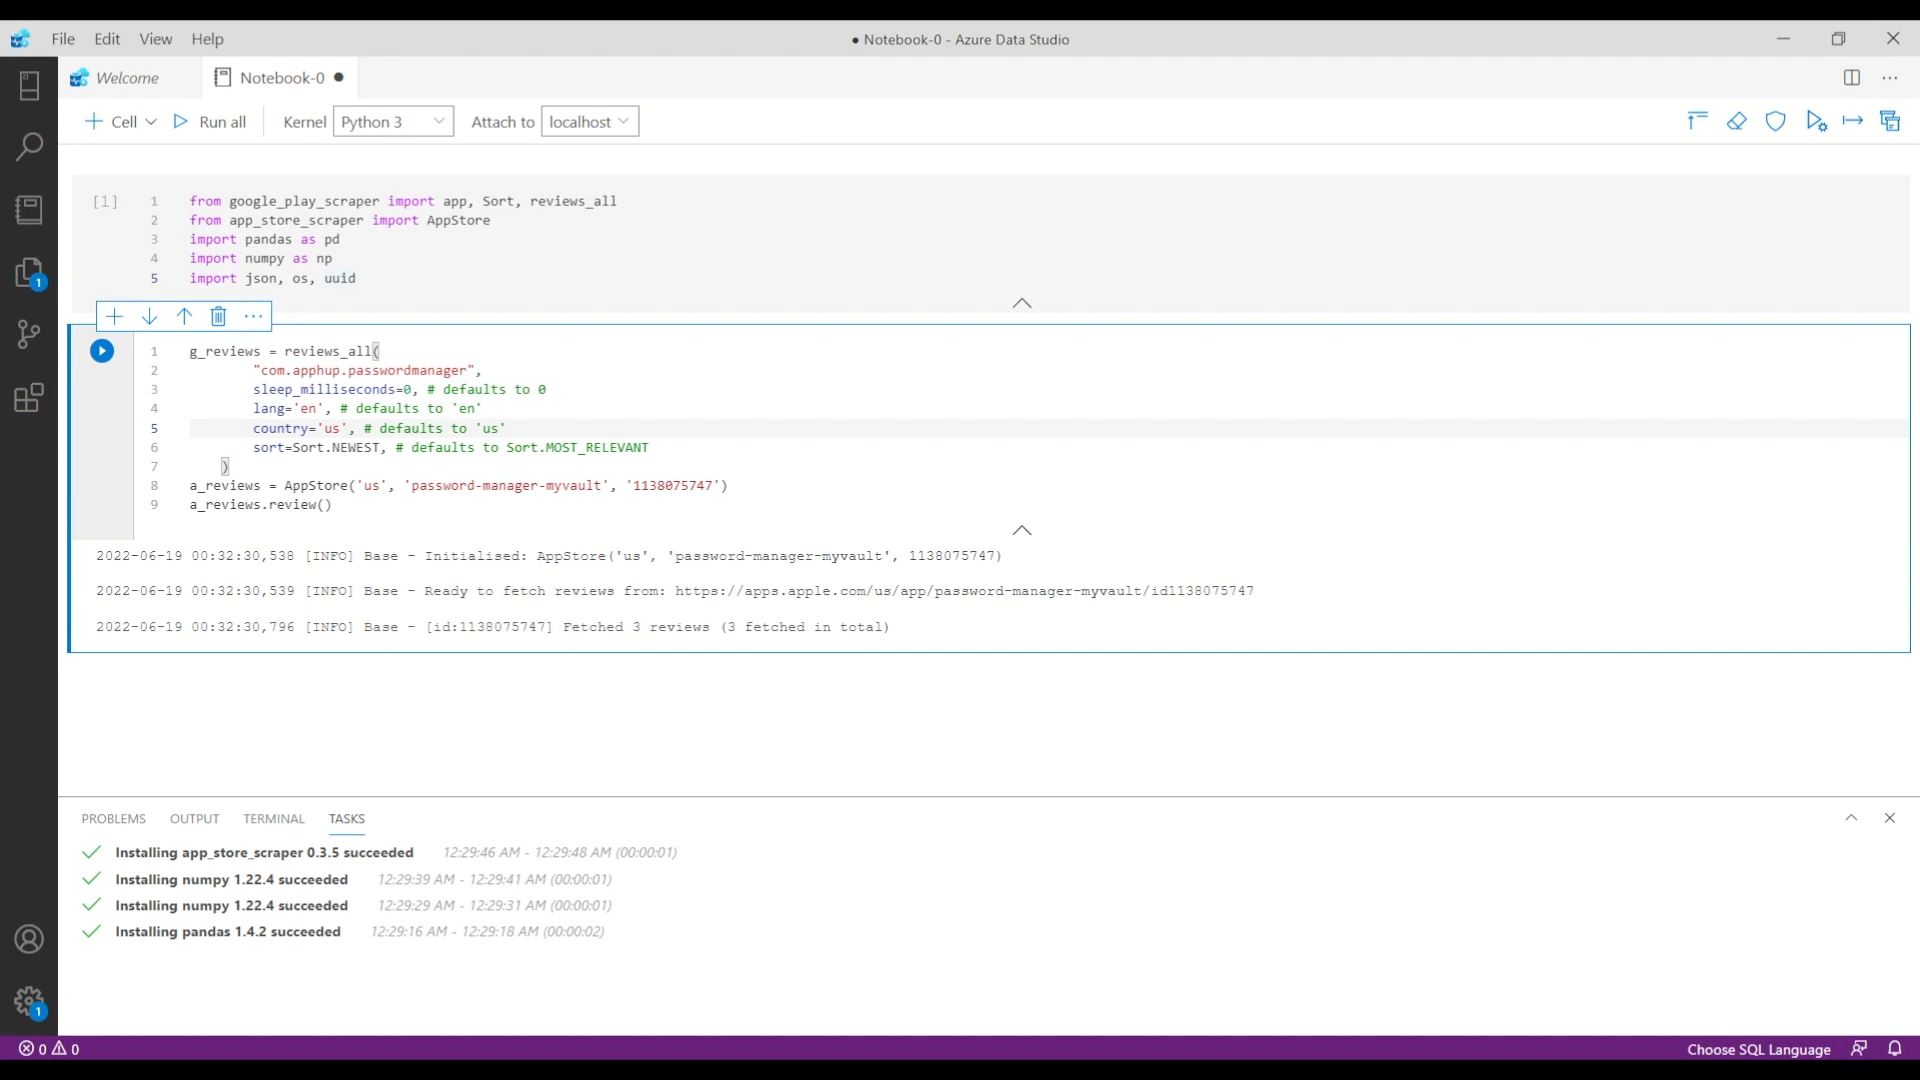 File Edit View Help
● Notebook-0 - Azure Data Studio
Welcome
Notebook-0 ●
Cell
Run all
Kernel
Python 3
Attach to
localhost
[1]
1 from google_play_scraper import app, Sort, reviews_all
2 from app_store_scraper import AppStore
3 import pandas as pd
4 import numpy as np
5 import json, os, uuid
1 g_reviews = reviews_all(
2 "com.apphup.passwordmanager",
3 sleep_milliseconds=0, # defaults to 0
4 lang='en', # defaults to 'en'
5 country='us', # defaults to 'us'
6 sort=Sort.NEWEST, # defaults to Sort.MOST_RELEVANT
7 )
8 a_reviews = AppStore('us', 'password-manager-myvault', '1138075747')
9 a_reviews.review()
2022-06-19 00:32:30,538 [INFO] Base - Initialised: AppStore('us', 'password-manager-myvault', 1138075747)
2022-06-19 00:32:30,539 [INFO] Base - Ready to fetch reviews from: https://apps.apple.com/us/app/password-manager-myvault/id1138075747
2022-06-19 00:32:30,796 [INFO] Base - [id:1138075747] Fetched 3 reviews (3 fetched in total)
PROBLEMS OUTPUT TERMINAL TASKS
Installing app_store_scraper 0.3.5 succeeded 12:29:46 AM - 12:29:48 AM (00:00:01)
Installing numpy 1.22.4 succeeded 12:29:39 AM - 12:29:41 AM (00:00:01)
Installing numpy 1.22.4 succeeded 12:29:29 AM - 12:29:31 AM (00:00:01)
Installing pandas 1.4.2 succeeded 12:29:16 AM - 12:29:18 AM (00:00:02)
1
1
0 0
Choose SQL Language